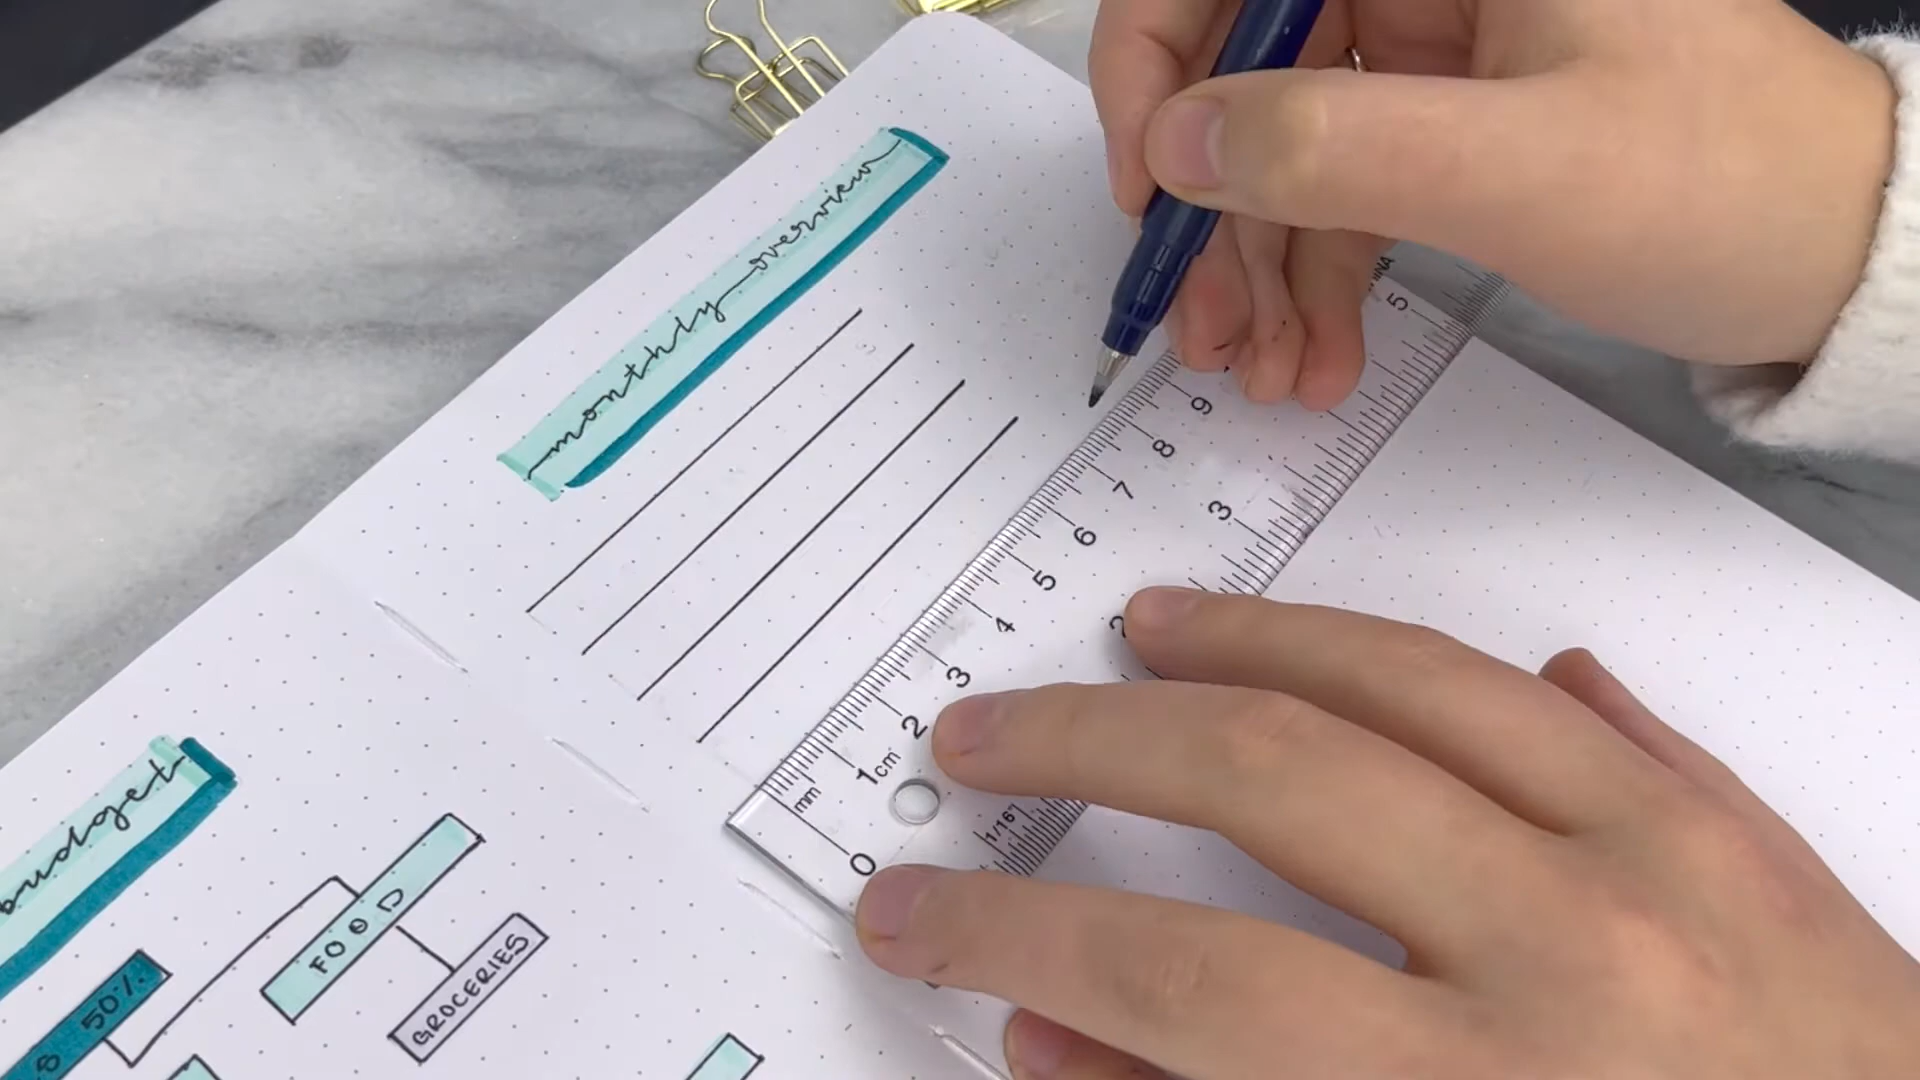 monthly overview
budget
50%
FOOD
GROCERIES
0 1cm 2 3 4 5 6 7 8 9
mm
1/16"
2 3 5